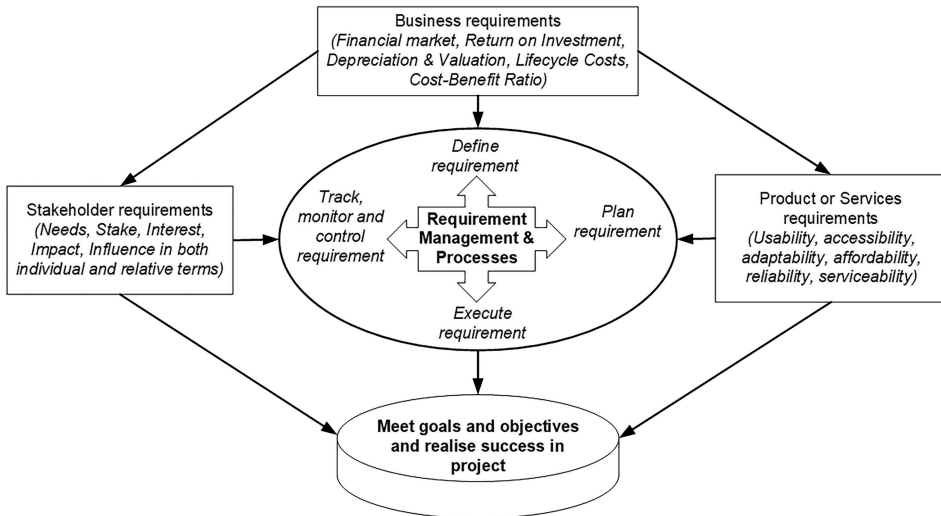 Business requirements
(Financial market, Return on Investment,
Depreciation & Valuation, Lifecycle Costs,
Cost-Benefit Ratio)
Define
requirement
Stakeholder requirements
(Needs, Stake, Interest,
Impact, Influence in both
individual and relative terms)
Track,
monitor and
control
requirement
Requirement
Management &
Processes
Plan
requirement
Product or Services
requirements
(Usability, accessibility,
adaptability, affordability,
reliability, serviceability)
Execute
requirement
Meet goals and objectives
and realise success in
project